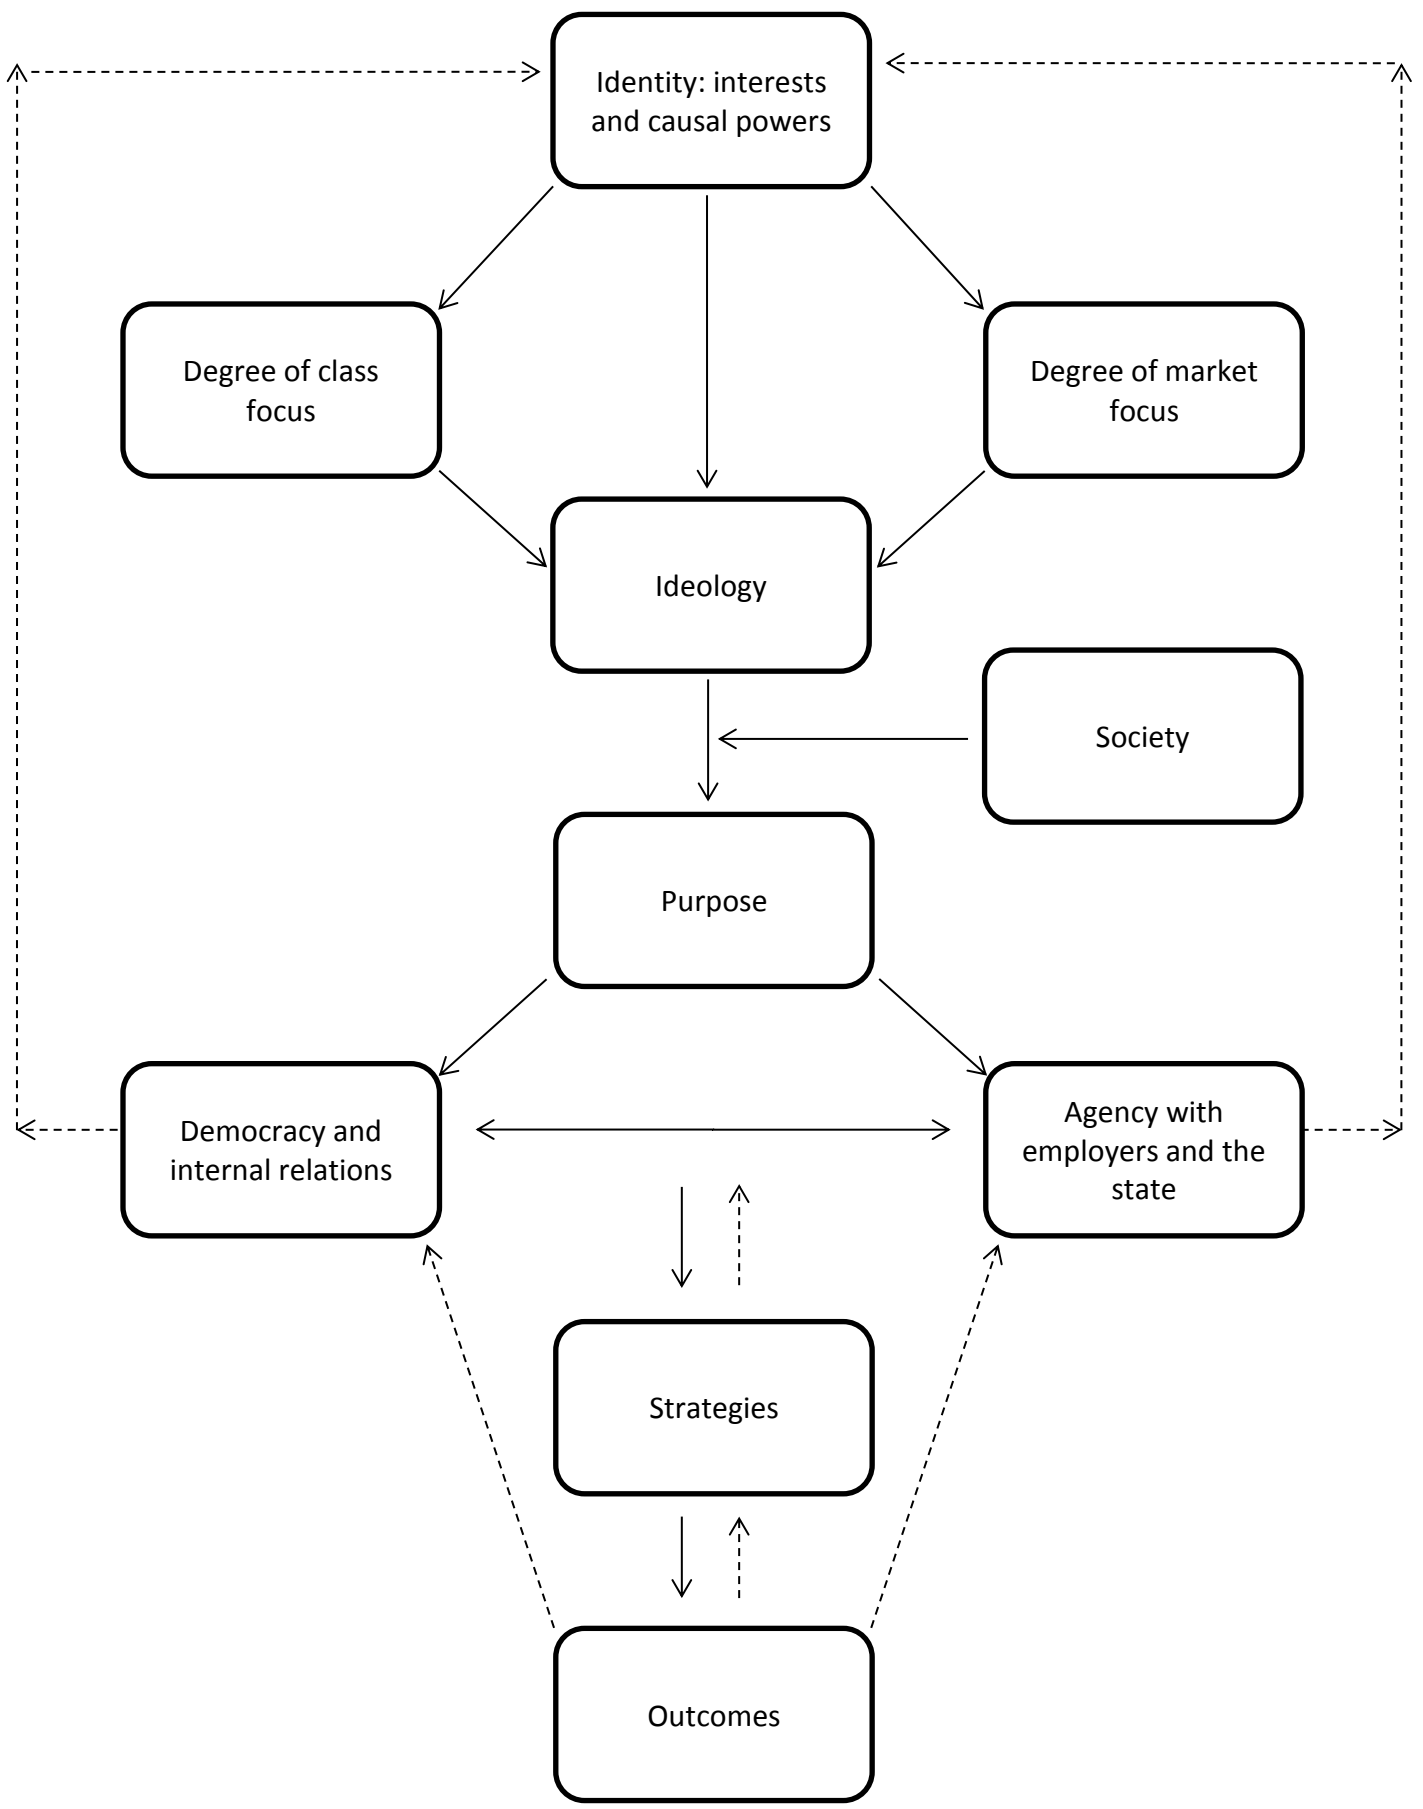 Identity: interests
and causal powers
Degree of class
focus
Degree of market
focus
Ideology
Society
Purpose
Democracy and
internal relations
Agency with
employers and the
state
Strategies
Outcomes